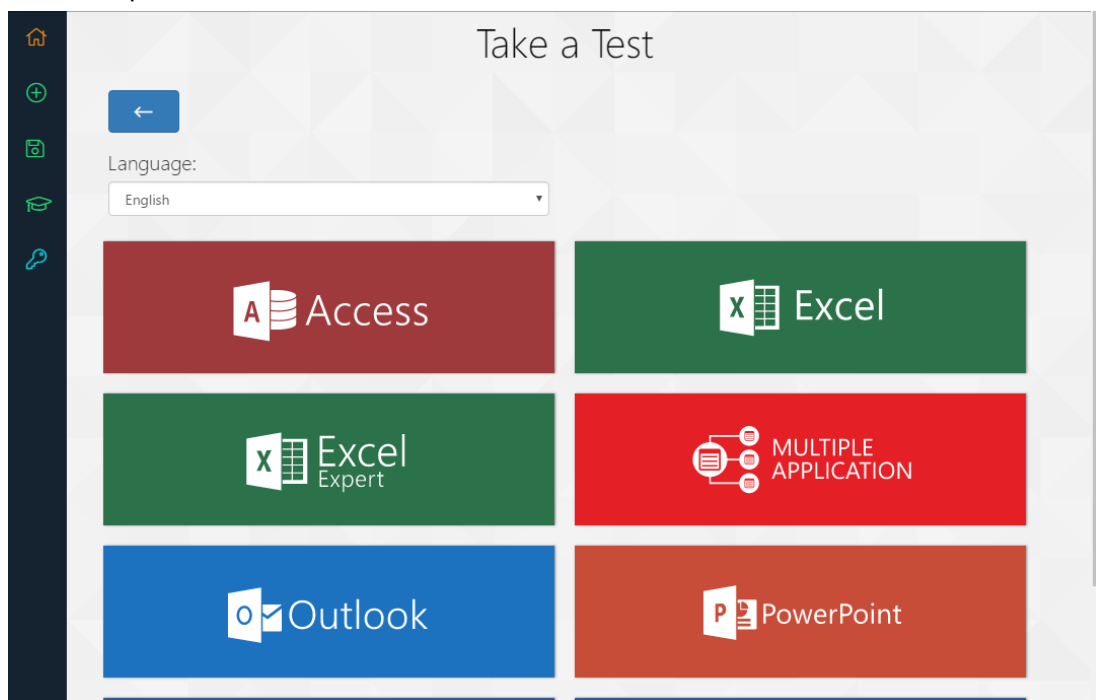 Take a Test
Language:
English
A Access
X Excel
X Excel
Expert
MULTIPLE
APPLICATION
O Outlook
P PowerPoint